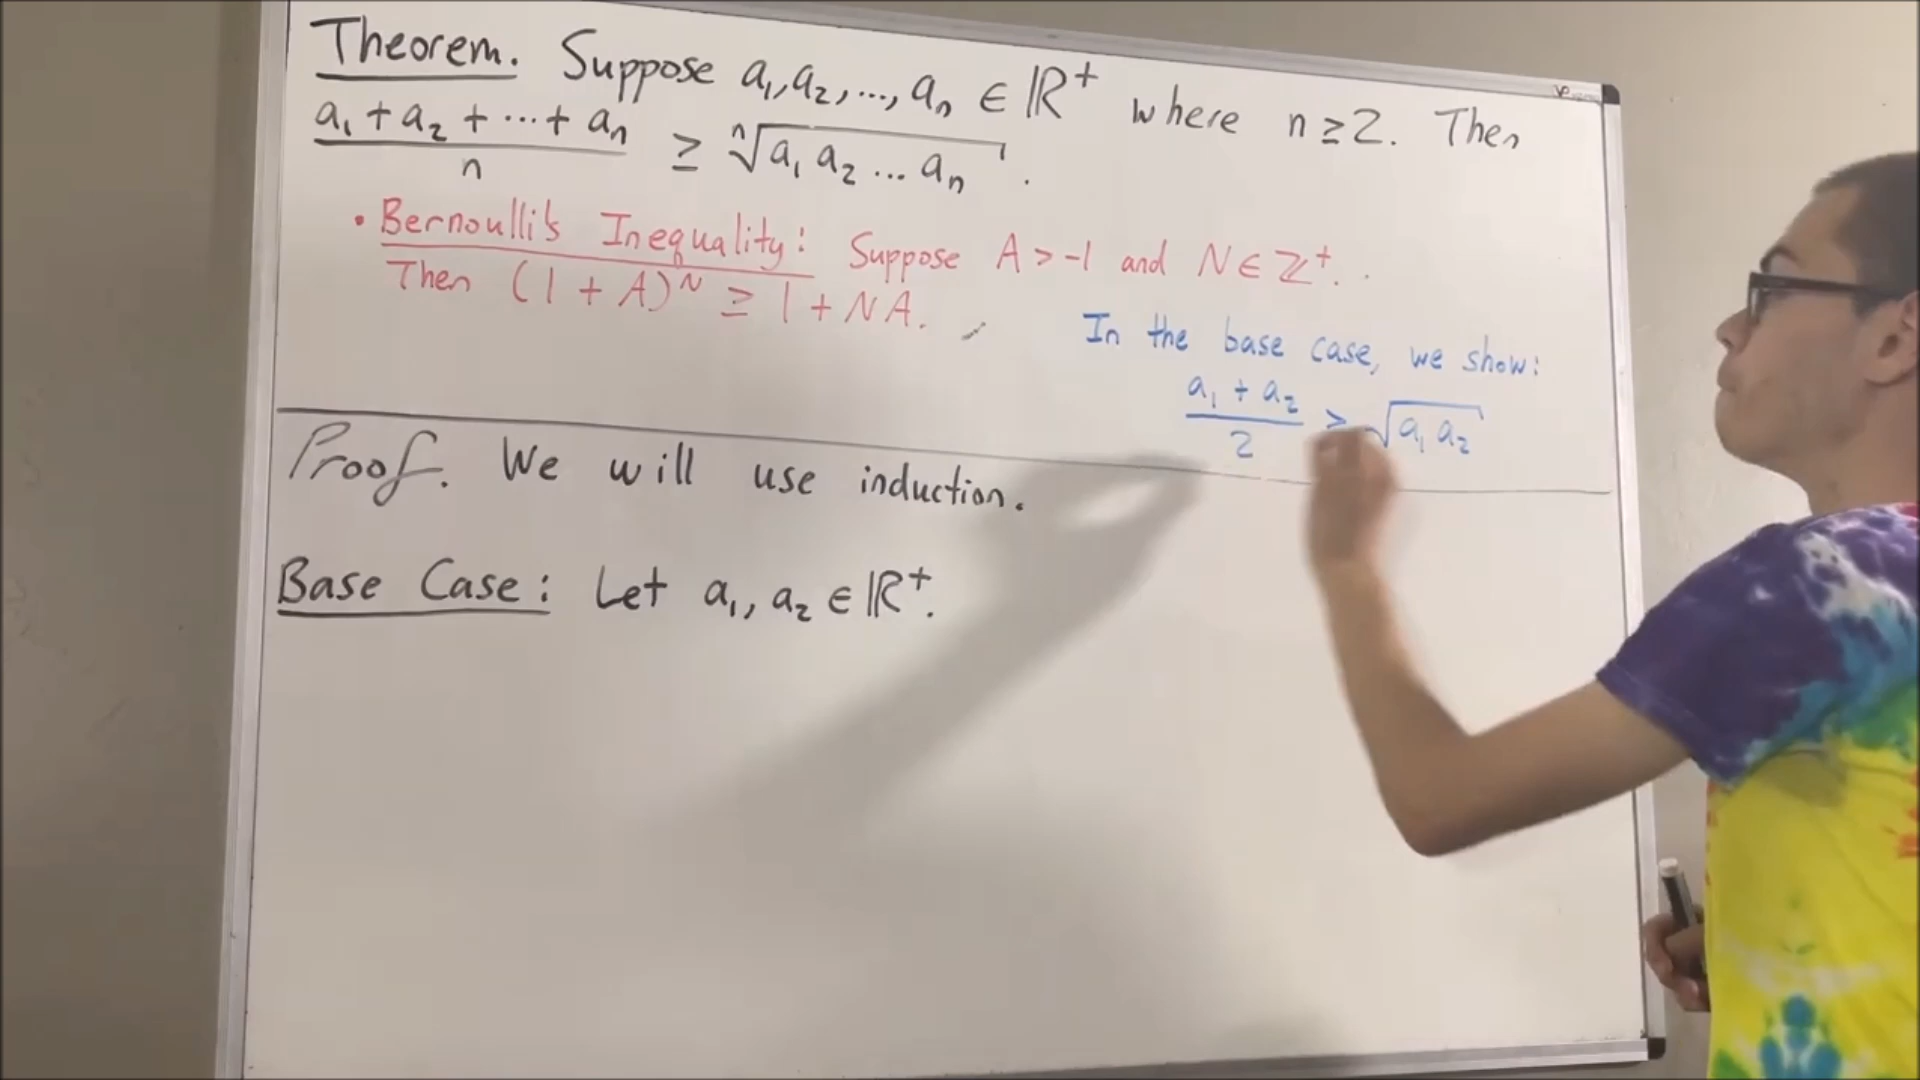 Theorem. Suppose a₁, a₂, ..., aₙ ∈ ℝ⁺ where n ≥ 2. Then
(a₁ + a₂ + ··· + aₙ)/n ≥ ⁿ√(a₁ a₂ ... aₙ).
• Bernoulli's Inequality: Suppose A > -1 and N ∈ ℤ⁺.
Then (1 + A)ᴺ ≥ 1 + NA.
In the base case, we show:
(a₁ + a₂)/2 ≥ √(a₁ a₂)
Proof. We will use induction.
Base Case: Let a₁, a₂ ∈ ℝ⁺.